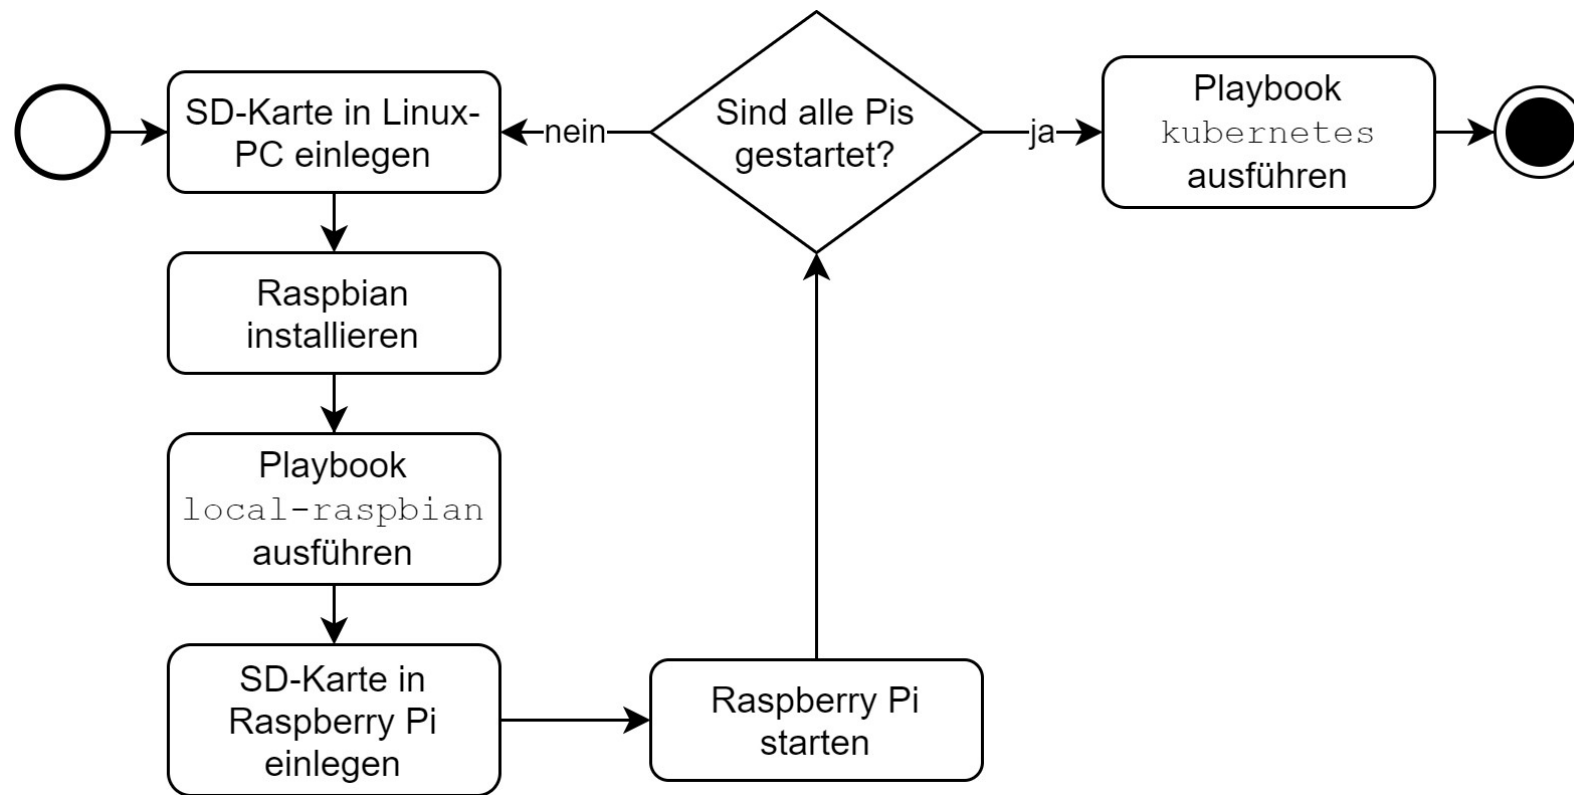 SD-Karte in Linux-
PC einlegen
Raspbian
installieren
Playbook
local-raspbian
ausführen
SD-Karte in
Raspberry Pi
einlegen
Raspberry Pi
starten
Sind alle Pis
gestartet?
nein
ja
Playbook
kubernetes
ausführen